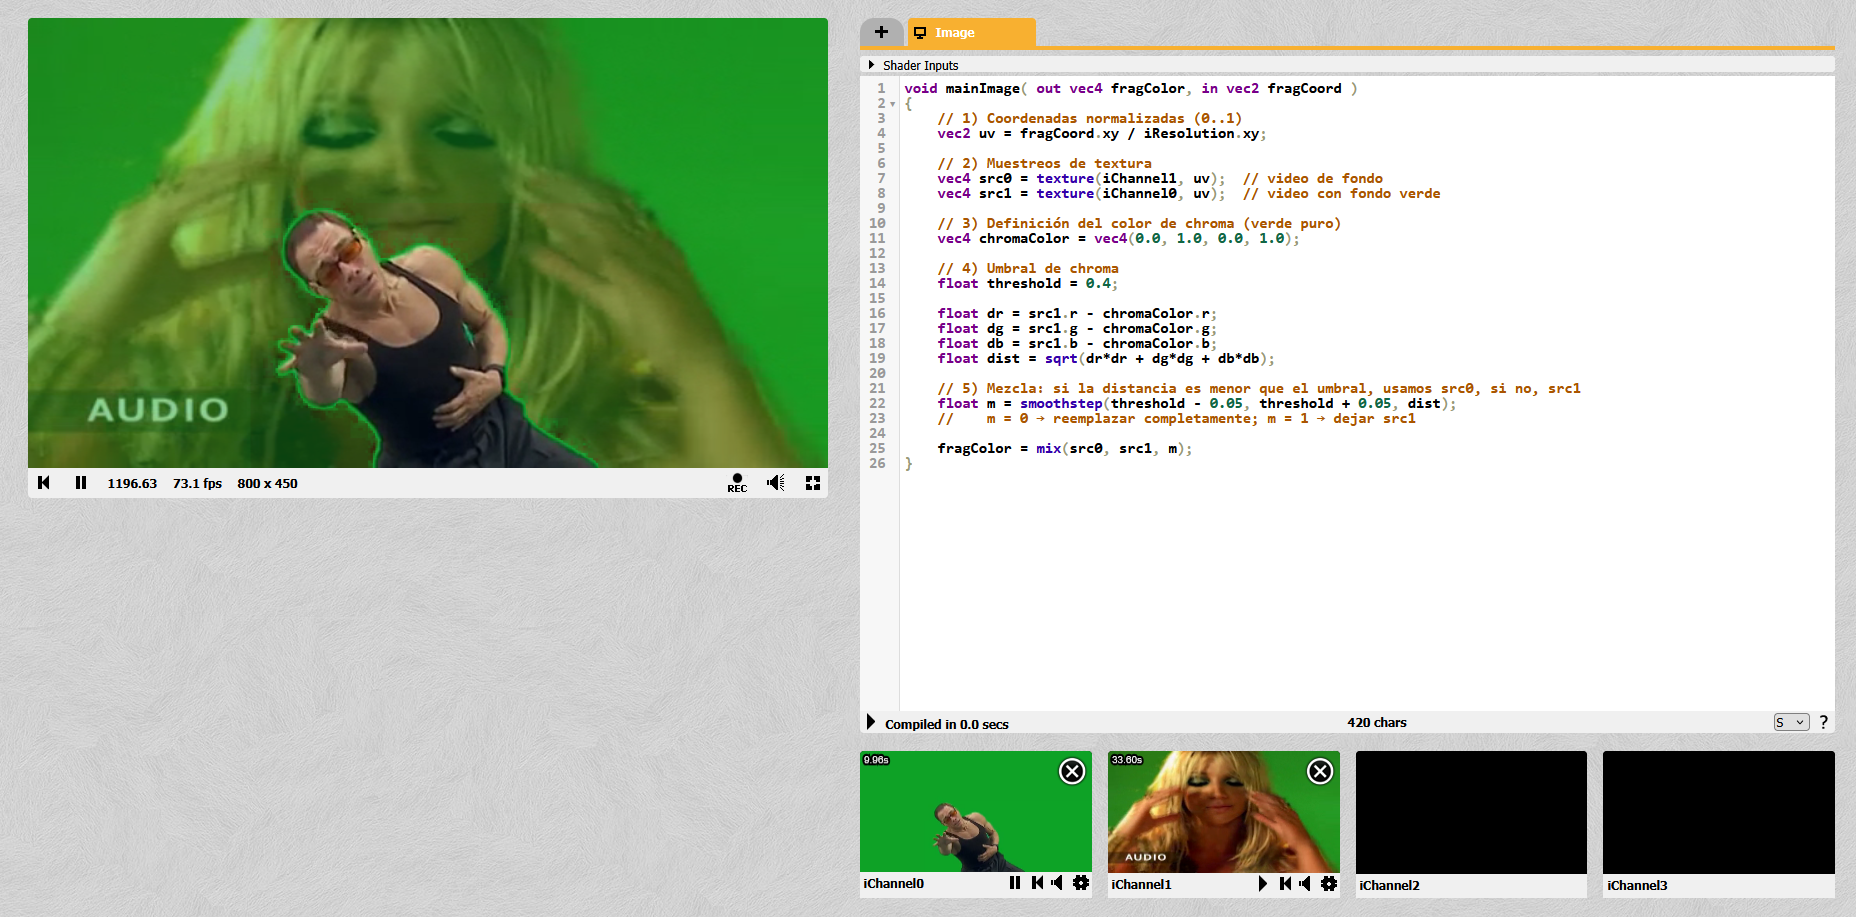 AUDIO
1196.63 73.1 fps 800 x 450 REC
+ Image
Shader Inputs
1 void mainImage( out vec4 fragColor, in vec2 fragCoord )
2 {
3 // 1) Coordenadas normalizadas (0..1)
4 vec2 uv = fragCoord.xy / iResolution.xy;
5
6 // 2) Muestreos de textura
7 vec4 src0 = texture(iChannel1, uv); // video de fondo
8 vec4 src1 = texture(iChannel0, uv); // video con fondo verde
9
10 // 3) Definición del color de chroma (verde puro)
11 vec4 chromaColor = vec4(0.0, 1.0, 0.0, 1.0);
12
13 // 4) Umbral de chroma
14 float threshold = 0.4;
15
16 float dr = src1.r - chromaColor.r;
17 float dg = src1.g - chromaColor.g;
18 float db = src1.b - chromaColor.b;
19 float dist = sqrt(dr*dr + dg*dg + db*db);
20
21 // 5) Mezcla: si la distancia es menor que el umbral, usamos src0, si no, src1
22 float m = smoothstep(threshold - 0.05, threshold + 0.05, dist);
23 // m = 0 → reemplazar completamente; m = 1 → dejar src1
24
25 fragColor = mix(src0, src1, m);
26 }
Compiled in 0.0 secs 420 chars S ?
9.96s 33.60s
AUDIO
iChannel0 iChannel1 iChannel2 iChannel3